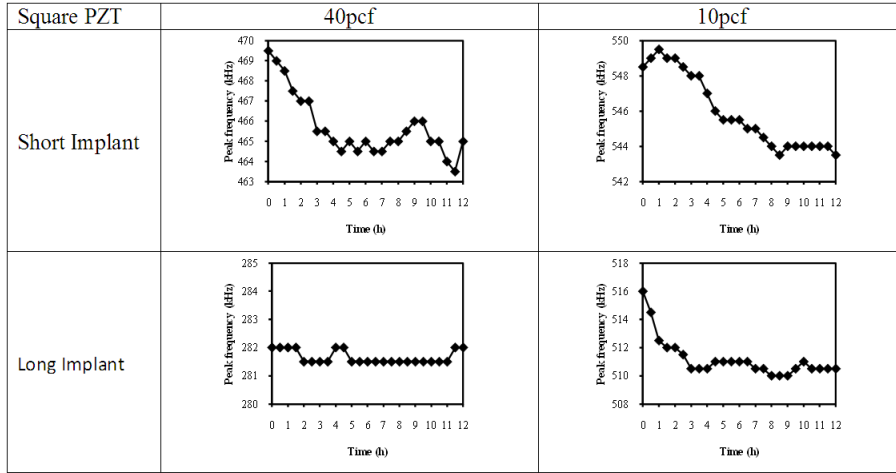 Square PZT 40pcf 10pcf
Short Implant
Peak frequency (kHz)
470
469
468
467
466
465
464
463
0 1 2 3 4 5 6 7 8 9 10 11 12
Time (h)
Peak frequency (kHz)
550
548
546
544
542
0 1 2 3 4 5 6 7 8 9 10 11 12
Time (h)
Long Implant
Peak frequency (kHz)
285
284
283
282
281
280
0 1 2 3 4 5 6 7 8 9 10 11 12
Time (h)
Peak frequency (kHz)
518
516
514
512
510
508
0 1 2 3 4 5 6 7 8 9 10 11 12
Time (h)